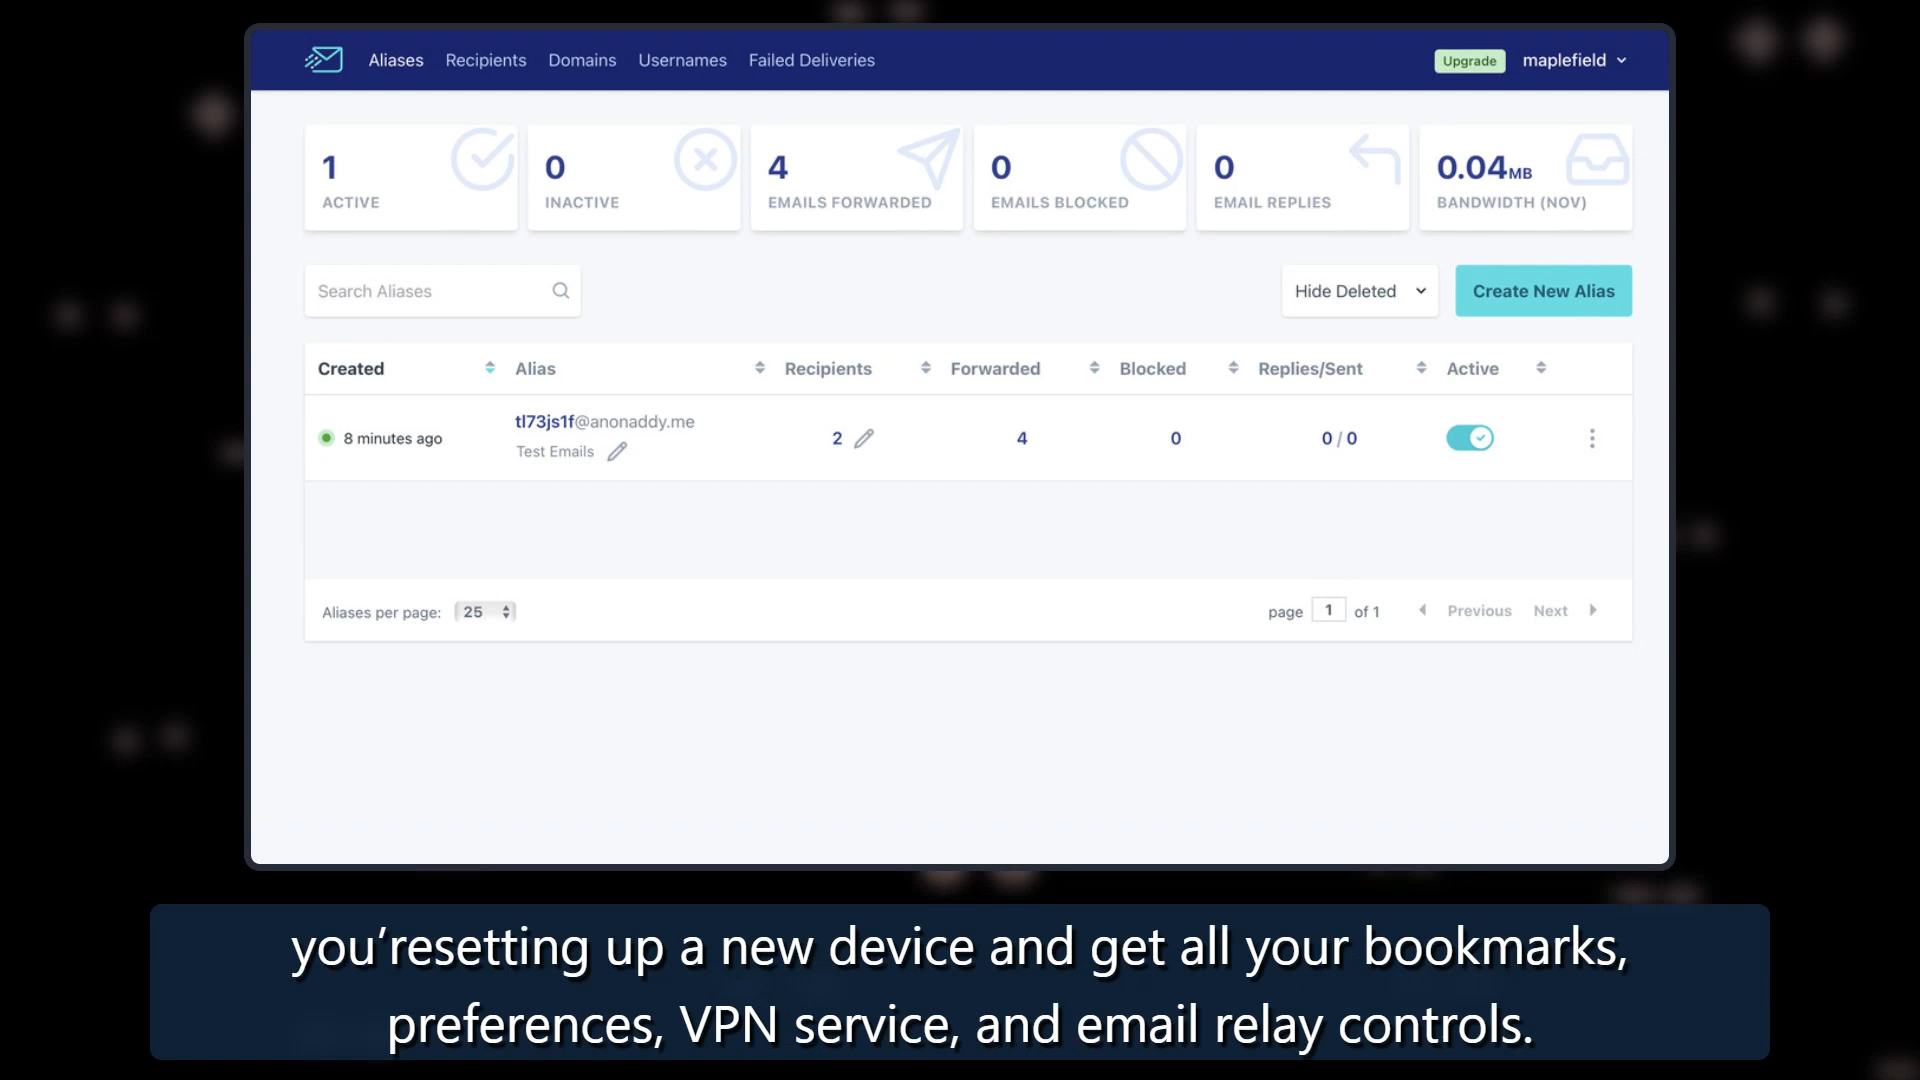 Aliases Recipients Domains Usernames Failed Deliveries Upgrade maplefield
1 0 4 0 0 0.04MB
ACTIVE INACTIVE EMAILS FORWARDED EMAILS BLOCKED EMAIL REPLIES BANDWIDTH (NOV)
Search Aliases Hide Deleted Create New Alias
Created Alias Recipients Forwarded Blocked Replies/Sent Active
8 minutes ago tl73js1f@anonaddy.me 2 4 0 0 / 0
Test Emails
Aliases per page: 25 page 1 of 1 Previous Next
you’resetting up a new device and get all your bookmarks,
preferences, VPN service, and email relay controls.